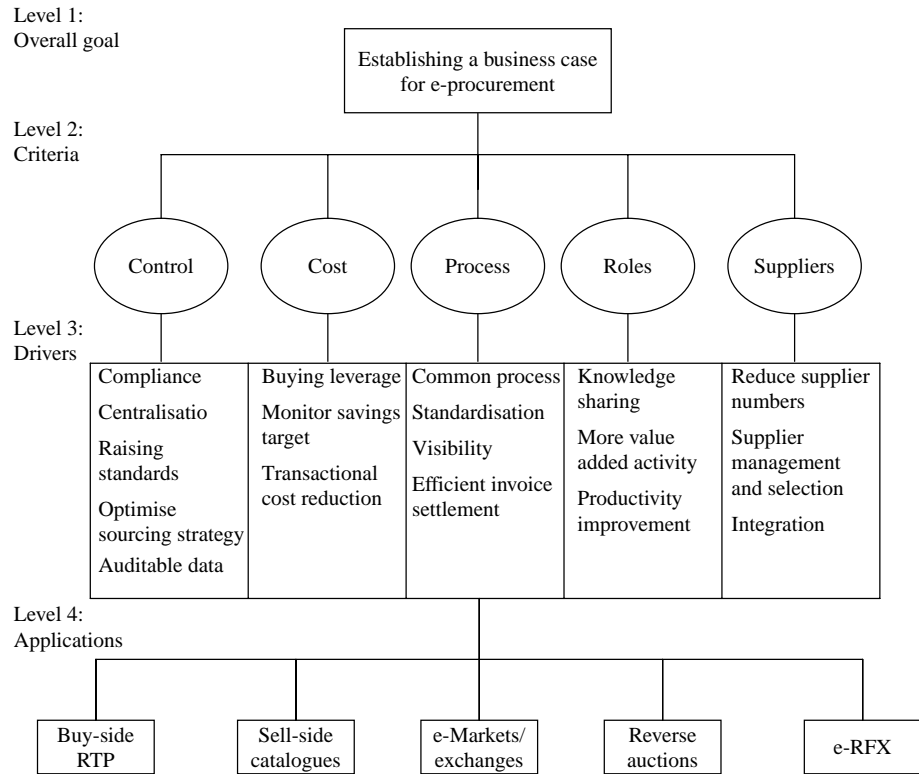 Level 1:
Overall goal
Establishing a business case
for e-procurement
Level 2:
Criteria
Control
Cost
Process
Roles
Suppliers
Level 3:
Drivers
Compliance
Centralisatio
Raising
standards
Optimise
sourcing strategy
Auditable data
Buying leverage
Monitor savings
target
Transactional
cost reduction
Common process
Standardisation
Visibility
Efficient invoice
settlement
Knowledge
sharing
More value
added activity
Productivity
improvement
Reduce supplier
numbers
Supplier
management
and selection
Integration
Level 4:
Applications
Buy-side
RTP
Sell-side
catalogues
e-Markets/
exchanges
Reverse
auctions
e-RFX